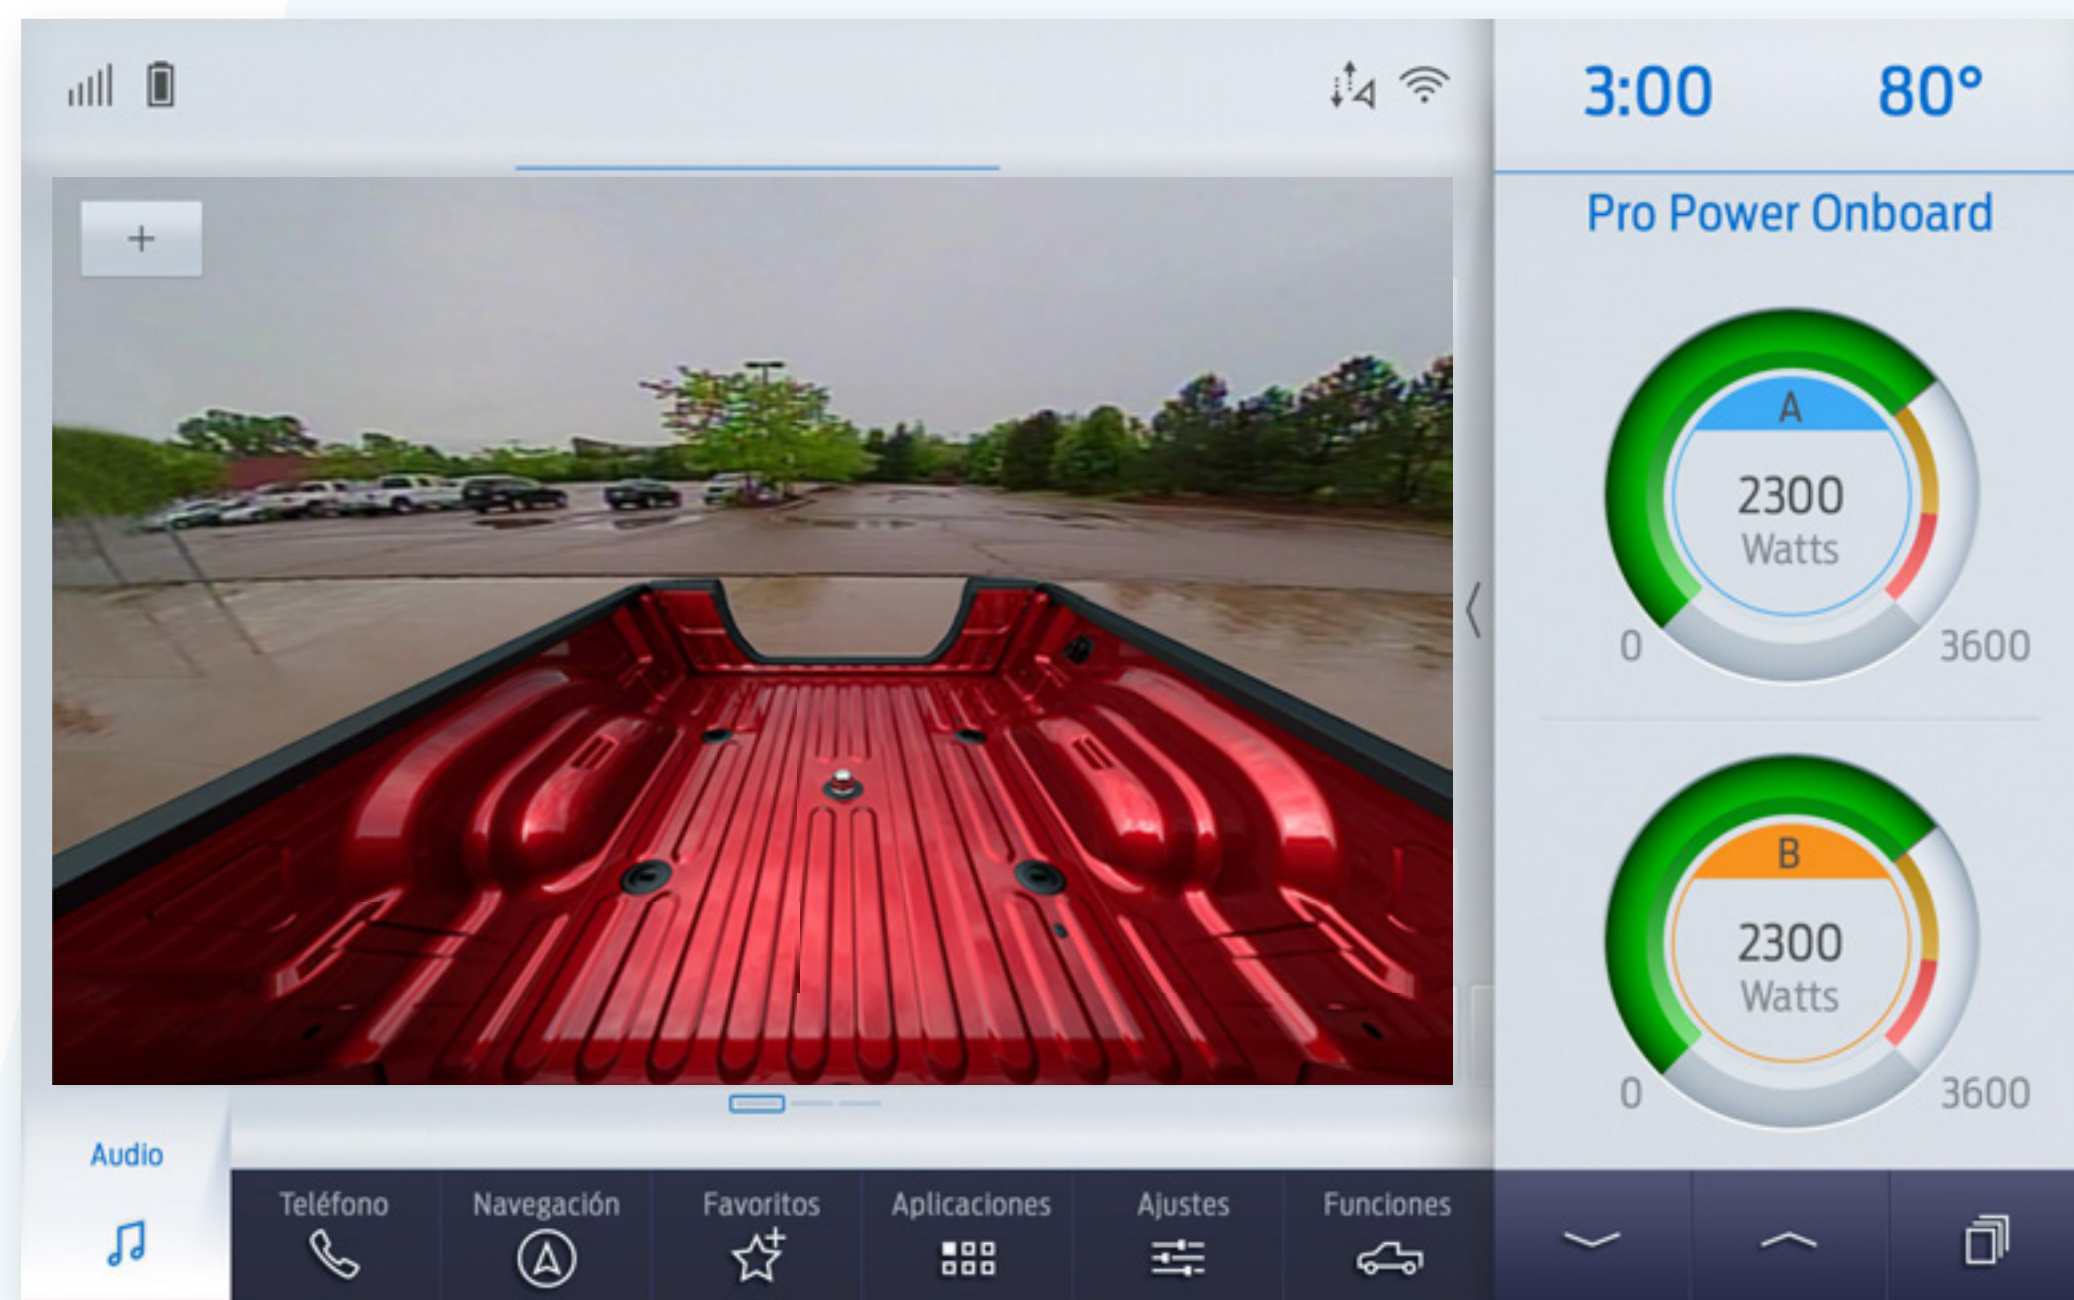 3:00 80°
Pro Power Onboard
A
2300
Watts
0 3600
B
2300
Watts
0 3600
Audio
Teléfono
Navegación
Favoritos
Aplicaciones
Ajustes
Funciones